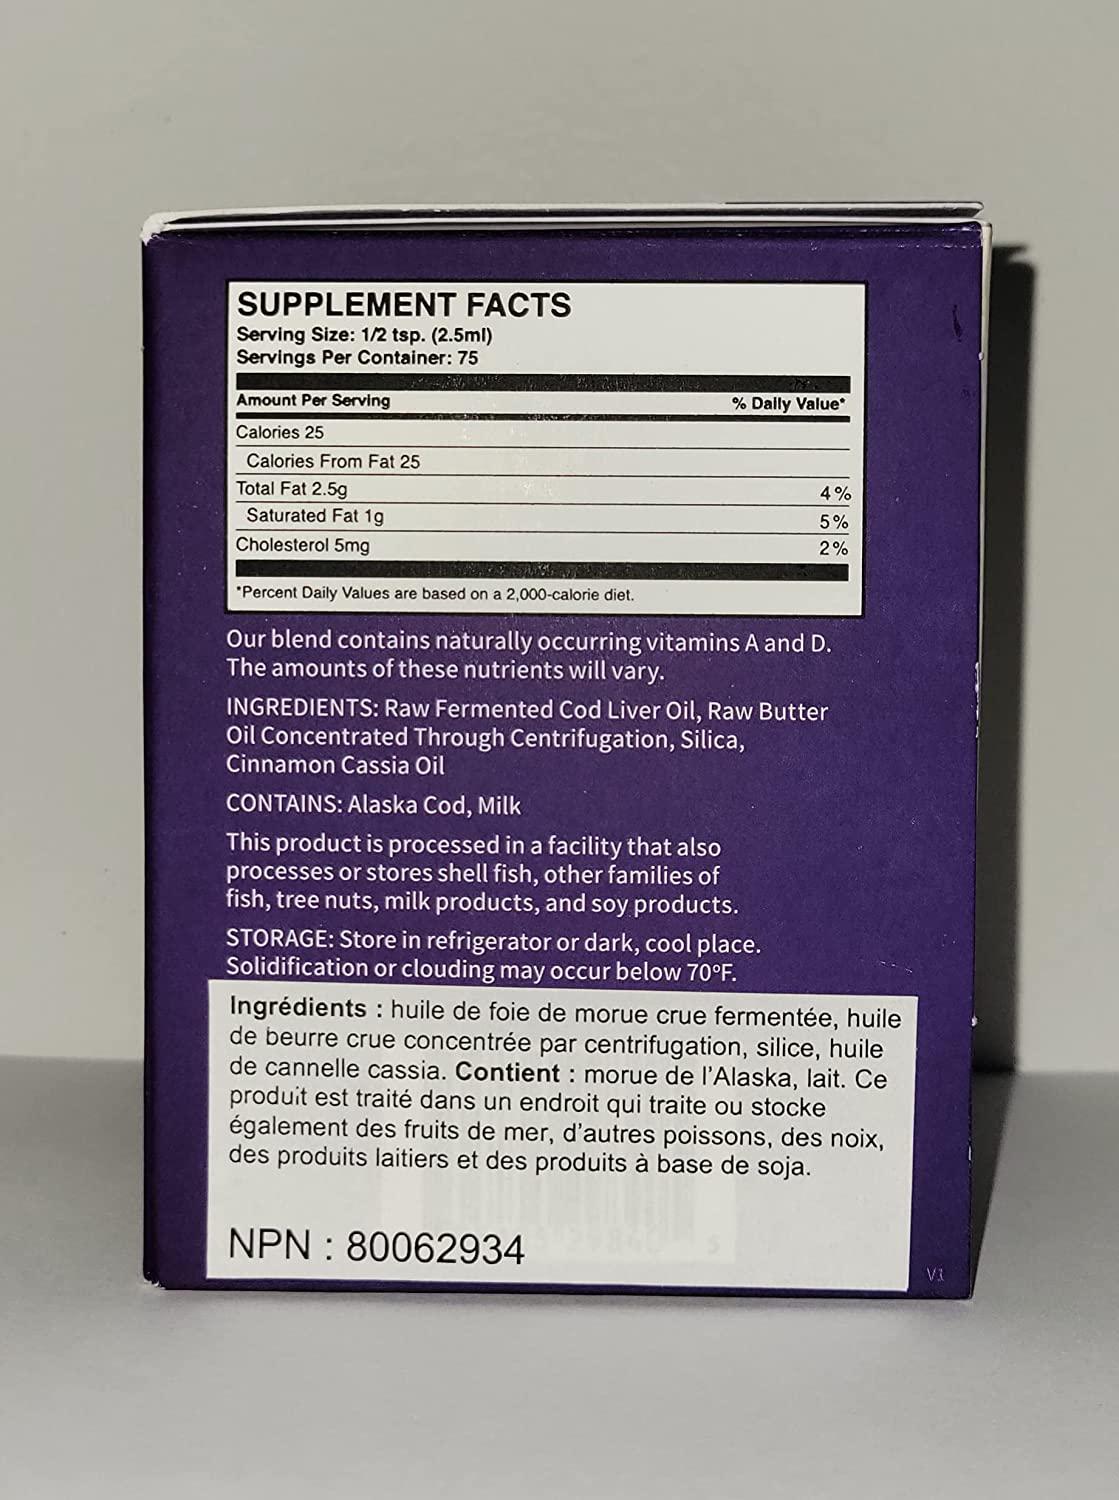 SUPPLEMENT FACTS
Serving Size: 1/2 tsp. (2.5ml)
Servings Per Container: 75
Amount Per Serving % Daily Value*
Calories 25
Calories From Fat 25
Total Fat 2.5g 4%
Saturated Fat 1g 5%
Cholesterol 5mg 2%
*Percent Daily Values are based on a 2,000-calorie diet.
Our blend contains naturally occurring vitamins A and D.
The amounts of these nutrients will vary.
INGREDIENTS: Raw Fermented Cod Liver Oil, Raw Butter
Oil Concentrated Through Centrifugation, Silica,
Cinnamon Cassia Oil
CONTAINS: Alaska Cod, Milk
This product is processed in a facility that also
processes or stores shell fish, other families of
fish, tree nuts, milk products, and soy products.
STORAGE: Store in refrigerator or dark, cool place.
Solidification or clouding may occur below 70°F.
Ingrédients : huile de foie de morue crue fermentée, huile
de beurre crue concentrée par centrifugation, silice, huile
de cannelle cassia. Contient : morue de l'Alaska, lait. Ce
produit est traité dans un endroit qui traite ou stocke
également des fruits de mer, d'autres poissons, des noix,
des produits laitiers et des produits à base de soja.
NPN : 80062934
V1